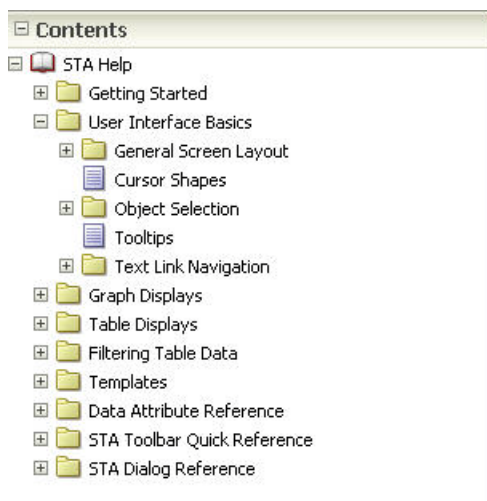 Contents
STA Help
Getting Started
User Interface Basics
General Screen Layout
Cursor Shapes
Object Selection
Tooltips
Text Link Navigation
Graph Displays
Table Displays
Filtering Table Data
Templates
Data Attribute Reference
STA Toolbar Quick Reference
STA Dialog Reference